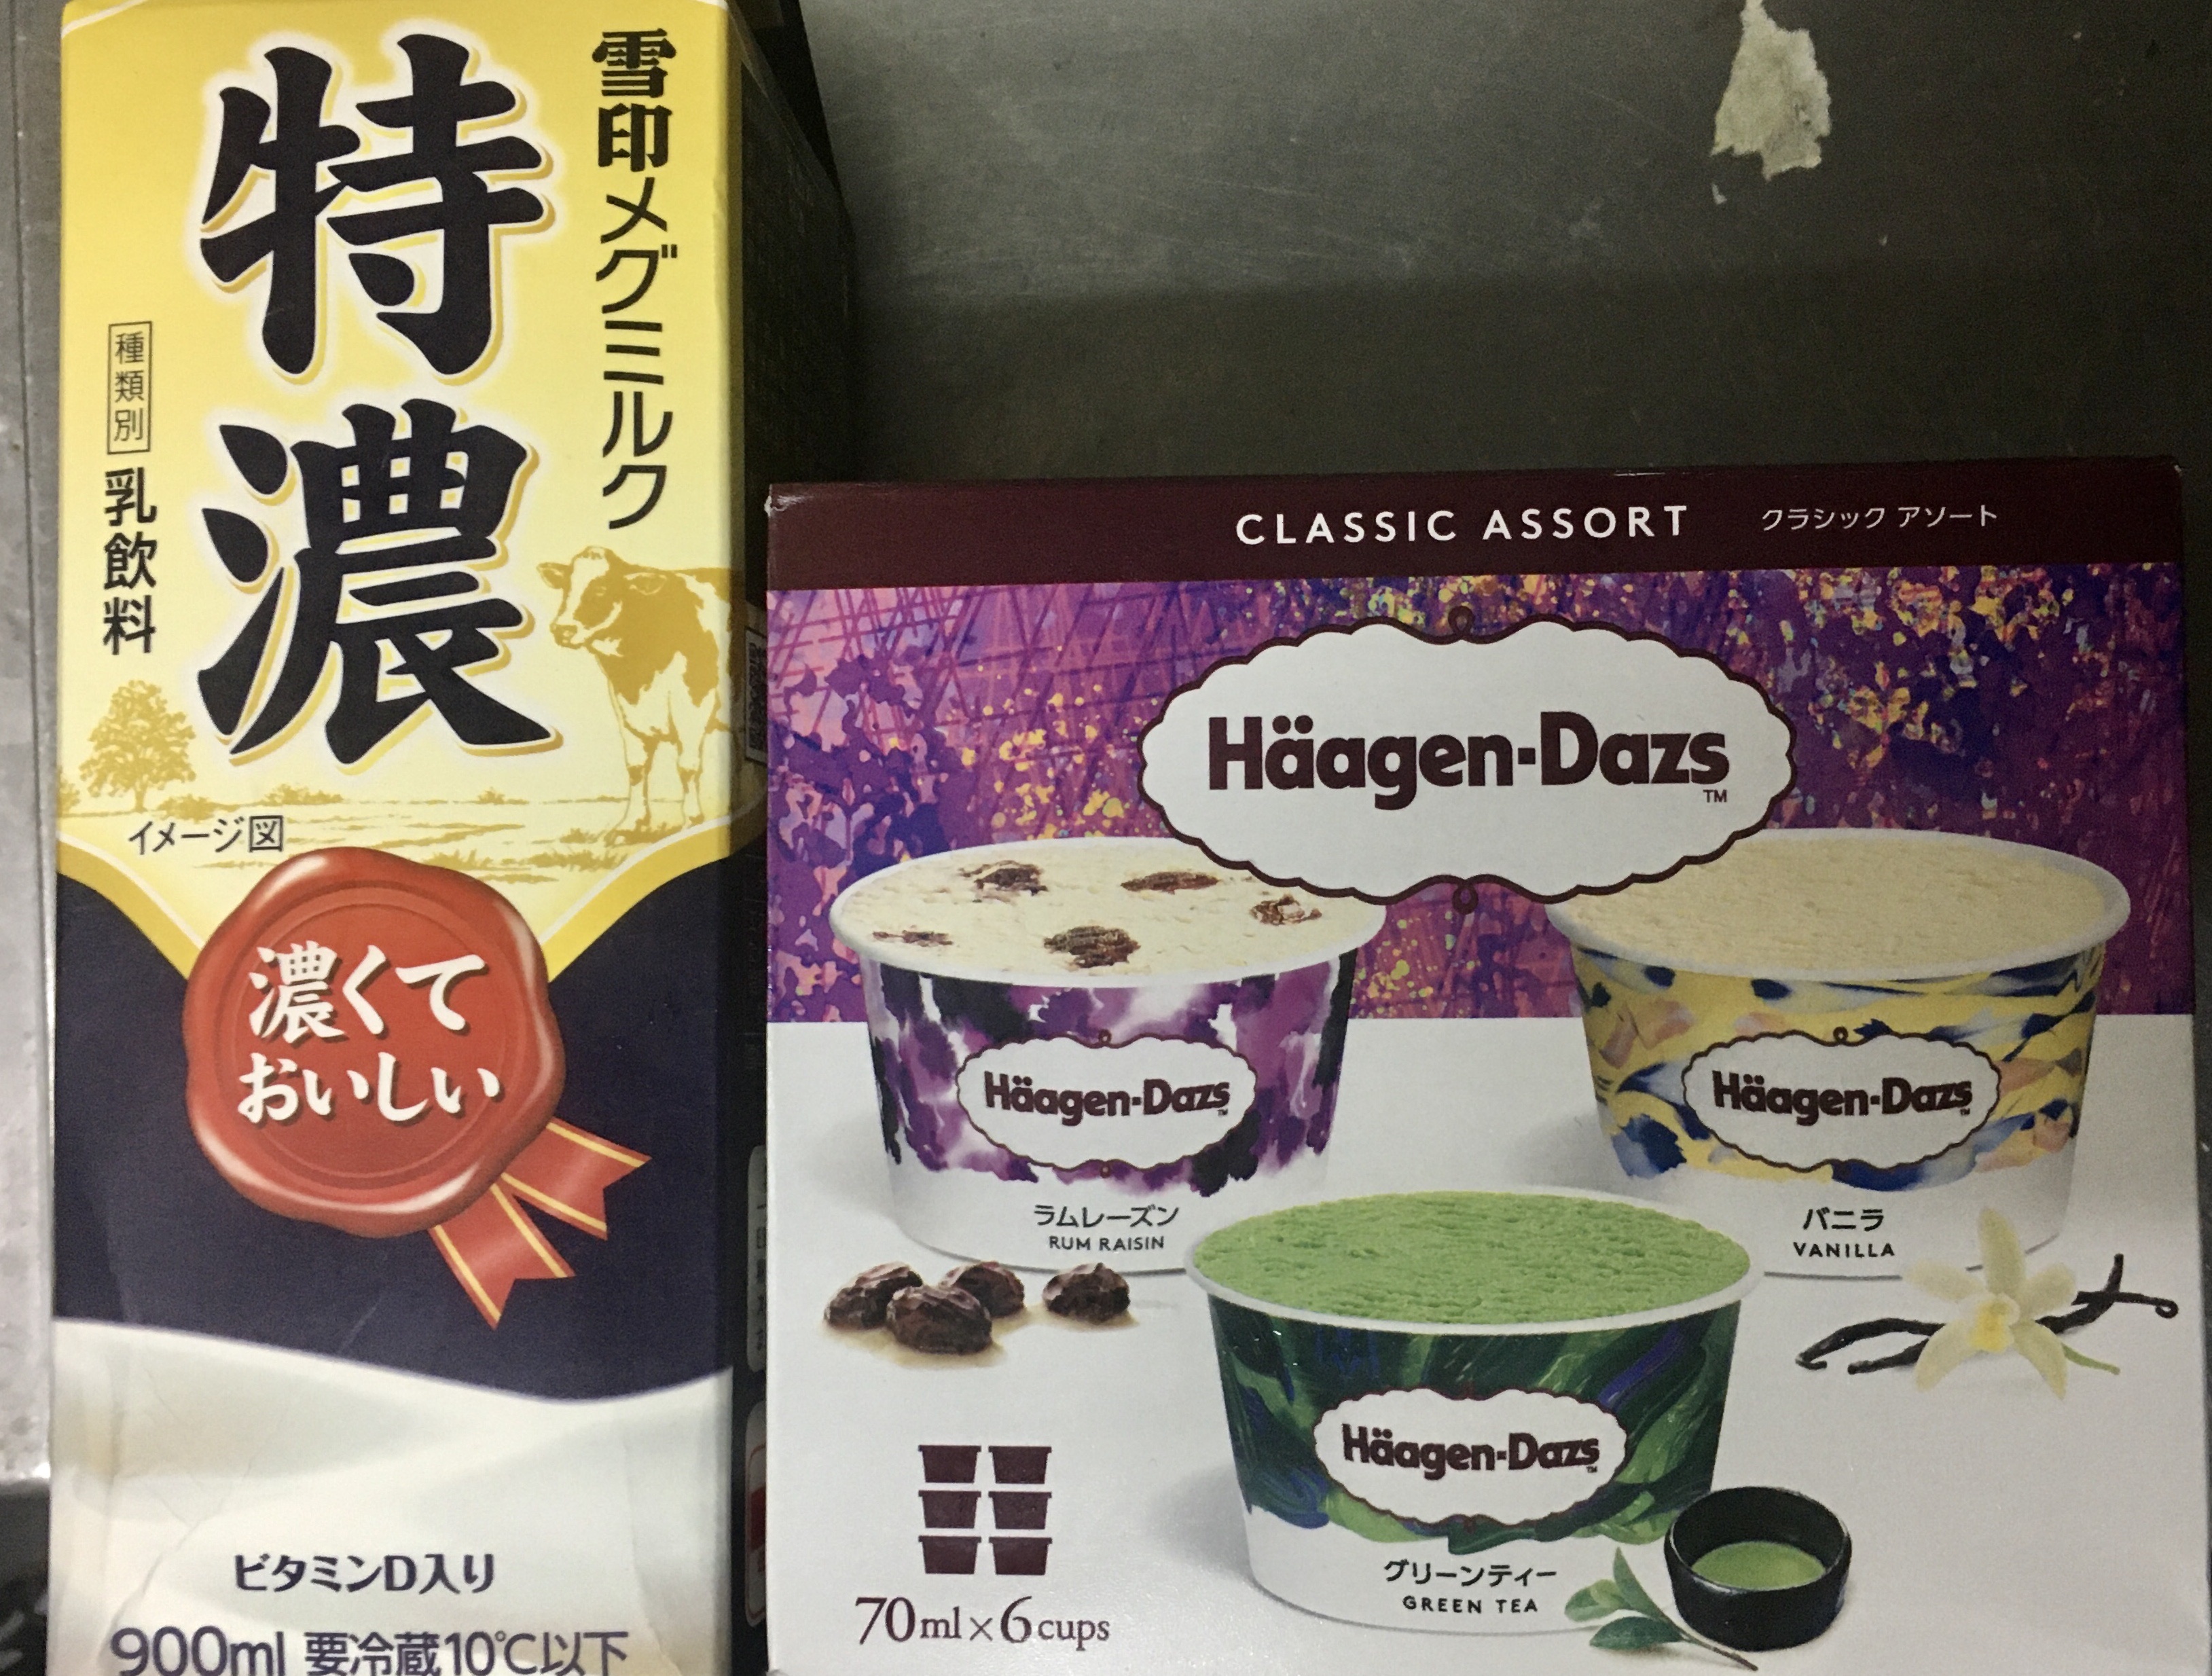 雪印メグミルク
特濃
種類別
乳飲料
イメージ図
濃くて
おいしい
ビタミンD入り
900ml 要冷蔵10℃以下
CLASSIC ASSORT クラシック アソート
Häagen-Dazs
TM
Häagen-Dazs
ラムレーズン
RUM RAISIN
Häagen-Dazs
バニラ
VANILLA
Häagen-Dazs
グリーンティー
GREEN TEA
70ml×6cups